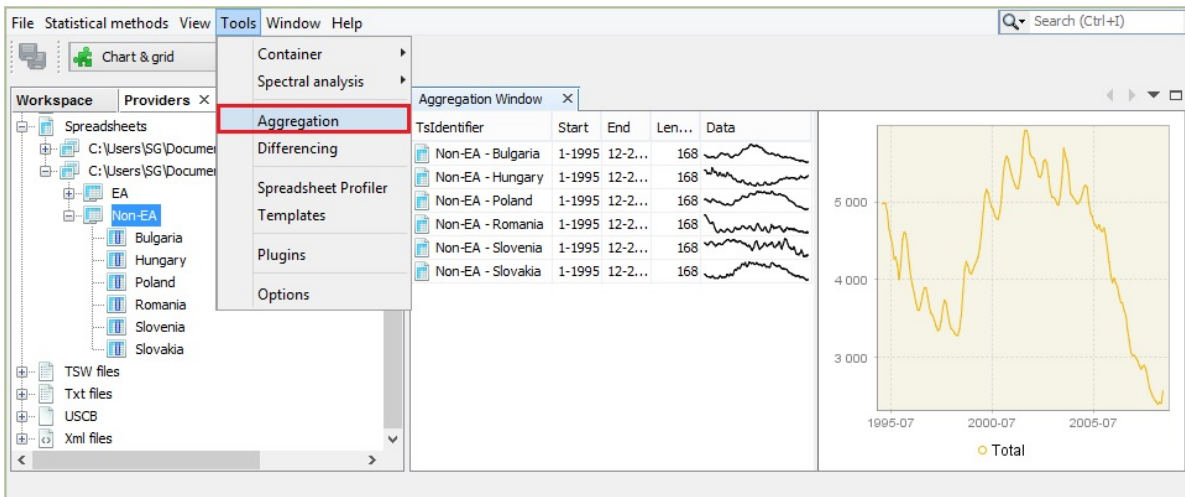 File Statistical methods View Tools Window Help
Search (Ctrl+I)
Chart & grid
Container
Spectral analysis
Aggregation
Differencing
Spreadsheet Profiler
Templates
Plugins
Options
Workspace Providers
Spreadsheets
C:\Users\SG\Documer
C:\Users\SG\Documer
EA
Non-EA
Bulgaria
Hungary
Poland
Romania
Slovenia
Slovakia
TSW files
Txt files
USCB
Xml files
Aggregation Window
TsIdentifier Start End Len... Data
Non-EA - Bulgaria 1-1995 12-2... 168
Non-EA - Hungary 1-1995 12-2... 168
Non-EA - Poland 1-1995 12-2... 168
Non-EA - Romania 1-1995 12-2... 168
Non-EA - Slovenia 1-1995 12-2... 168
Non-EA - Slovakia 1-1995 12-2... 168
5 000
4 000
3 000
1995-07 2000-07 2005-07
Total